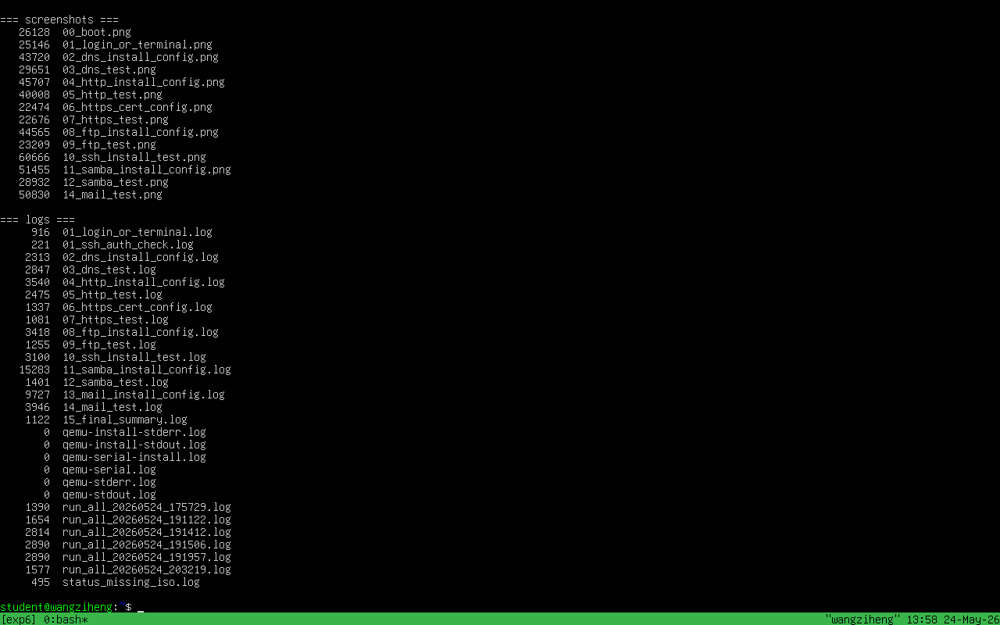 === screenshots ===
26128  00_boot.png
25146  01_login_or_terminal.png
43720  02_dns_install_config.png
29651  03_dns_test.png
45707  04_http_install_config.png
40008  05_http_test.png
22474  06_https_cert_config.png
22676  07_https_test.png
44565  08_ftp_install_config.png
23209  09_ftp_test.png
60666  10_ssh_install_test.png
51455  11_samba_install_config.png
28932  12_samba_test.png
50830  14_mail_test.png
=== logs ===
916  01_login_or_terminal.log
221  01_ssh_auth_check.log
2313  02_dns_install_config.log
2847  03_dns_test.log
3540  04_http_install_config.log
2475  05_http_test.log
1337  06_https_cert_config.log
1081  07_https_test.log
3418  08_ftp_install_config.log
1255  09_ftp_test.log
3100  10_ssh_install_test.log
15283  11_samba_install_config.log
1401  12_samba_test.log
9727  13_mail_install_config.log
3946  14_mail_test.log
1122  15_final_summary.log
0  qemu-install-stderr.log
0  qemu-install-stdout.log
0  qemu-serial-install.log
0  qemu-serial.log
0  qemu-stderr.log
0  qemu-stdout.log
1390  run_all_20260524_175729.log
1654  run_all_20260524_191122.log
2814  run_all_20260524_191412.log
2890  run_all_20260524_191506.log
2890  run_all_20260524_191957.log
1577  run_all_20260524_203219.log
495  status_missing_iso.log
student@wangziheng:~$ _
[exp6] 0:bash* "wangziheng" 13:58 24-May-26